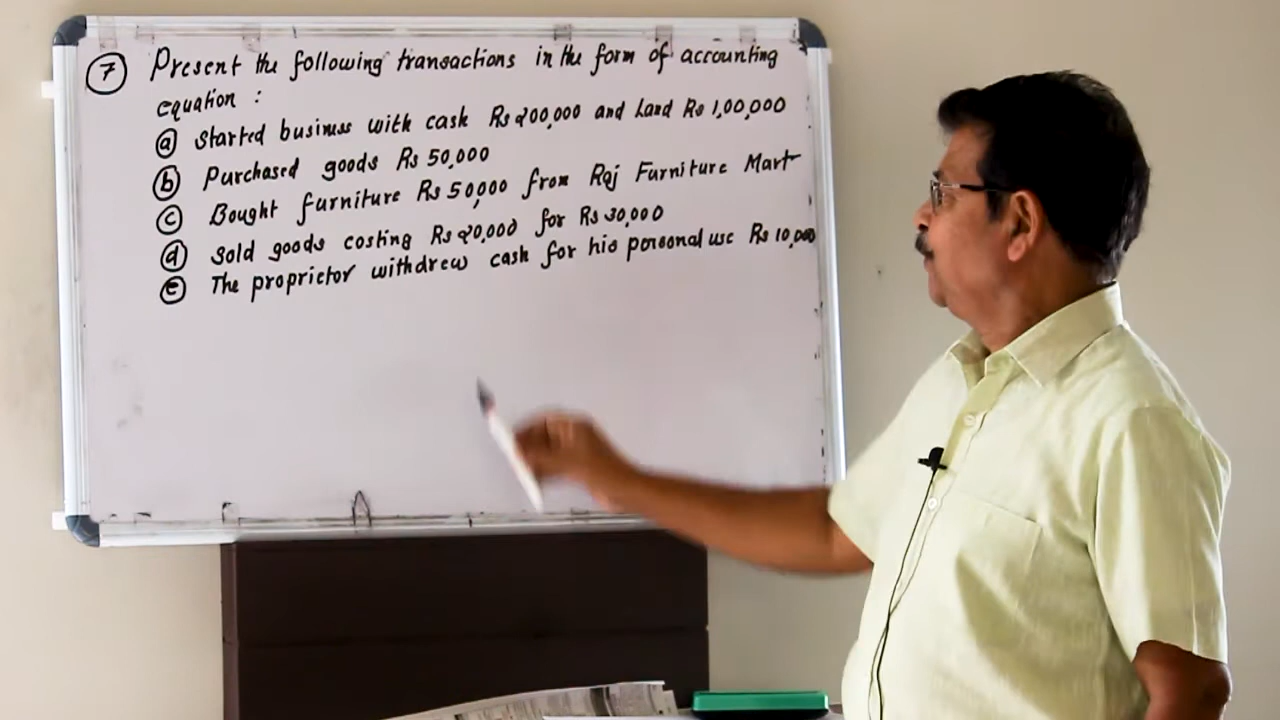 7 Present the following transactions in the form of accounting
equation :
a Started business with cash Rs 200,000 and Land Rs 1,00,000
b Purchased goods Rs 50,000
c Bought furniture Rs 50,000 from Raj Furniture Mart
d Sold goods costing Rs 20,000 for Rs 30,000
e The proprictor withdrew cash for his personal use Rs 10,000